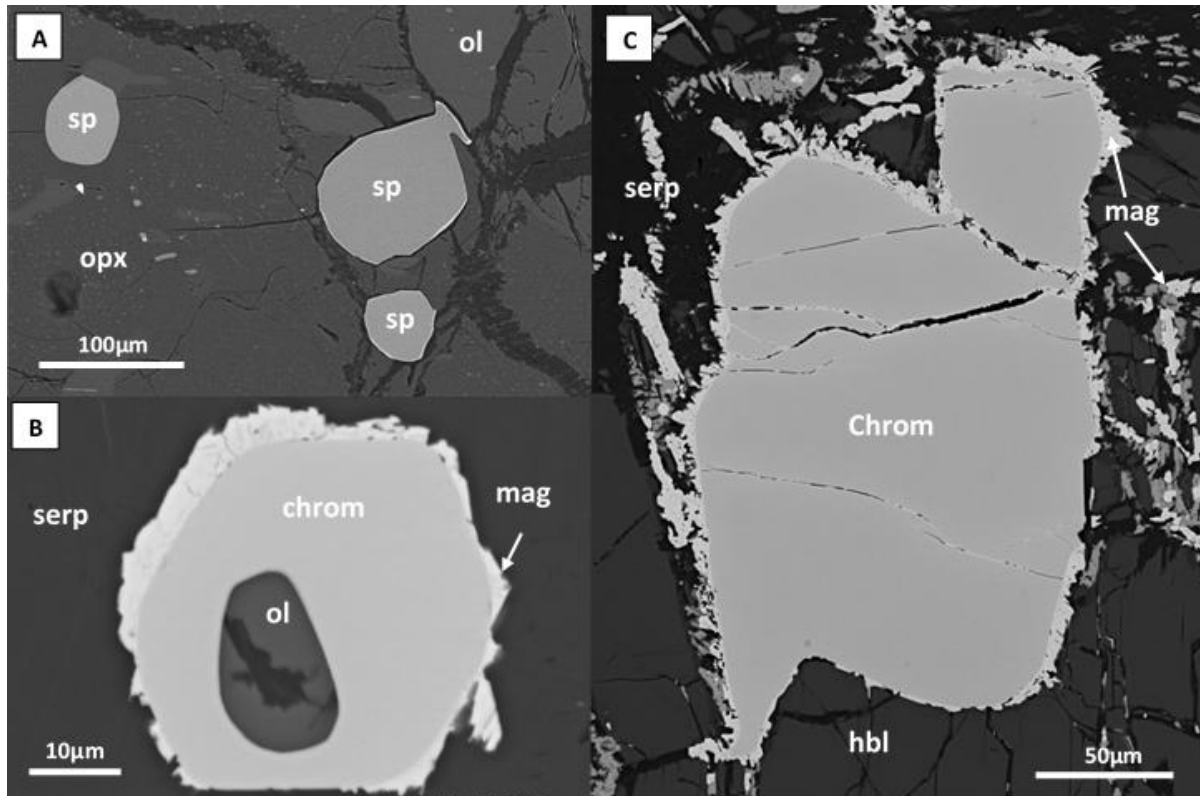 A
sp
ol
sp
opx
sp
100µm
B
serp
chrom
mag
ol
10µm
C
serp
mag
Chrom
hbl
50µm